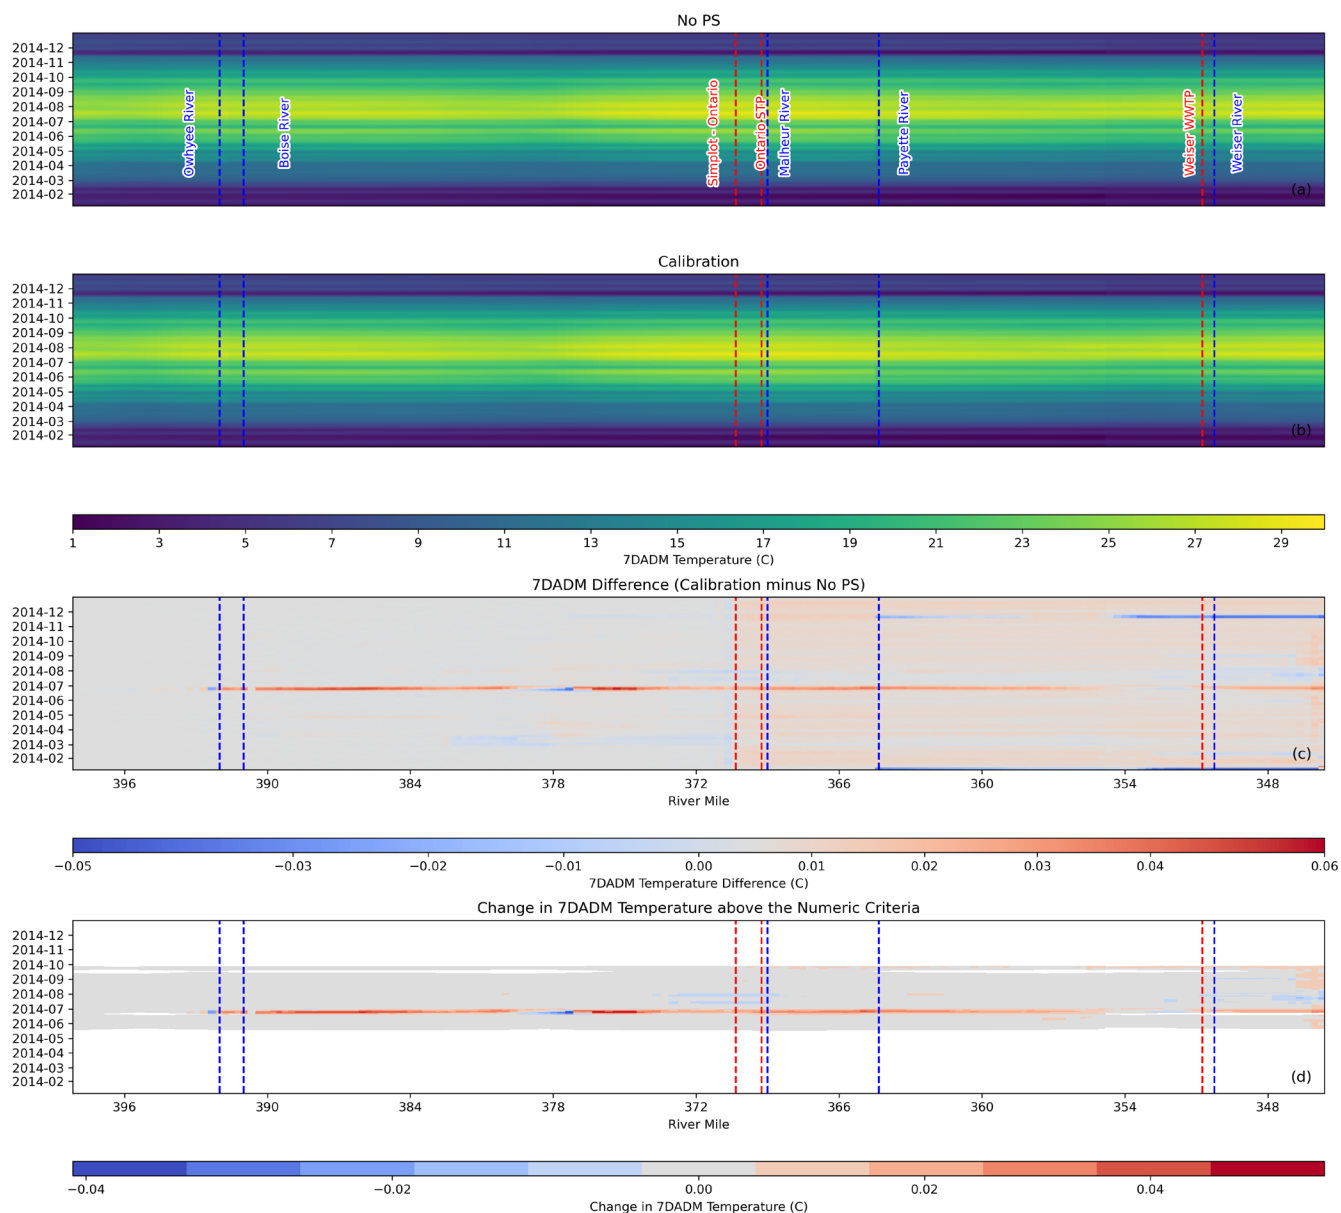 No PS
2014-12
2014-11
2014-10
2014-09
2014-08
2014-07
2014-06
2014-05
2014-04
2014-03
2014-02
Owhyee River
Boise River
Simplot - Ontario
Ontario STP
Malheur River
Payette River
Weiser WWTP
Weiser River
(a)
Calibration
2014-12
2014-11
2014-10
2014-09
2014-08
2014-07
2014-06
2014-05
2014-04
2014-03
2014-02
(b)
1 3 5 7 9 11 13 15 17 19 21 23 25 27 29
7DADM Temperature (C)
7DADM Difference (Calibration minus No PS)
2014-12
2014-11
2014-10
2014-09
2014-08
2014-07
2014-06
2014-05
2014-04
2014-03
2014-02
(c)
396 390 384 378 372 366 360 354 348
River Mile
−0.05 −0.03 −0.02 −0.01 0.00 0.01 0.02 0.03 0.04 0.06
7DADM Temperature Difference (C)
Change in 7DADM Temperature above the Numeric Criteria
2014-12
2014-11
2014-10
2014-09
2014-08
2014-07
2014-06
2014-05
2014-04
2014-03
2014-02
(d)
396 390 384 378 372 366 360 354 348
River Mile
−0.04 −0.02 0.00 0.02 0.04
Change in 7DADM Temperature (C)